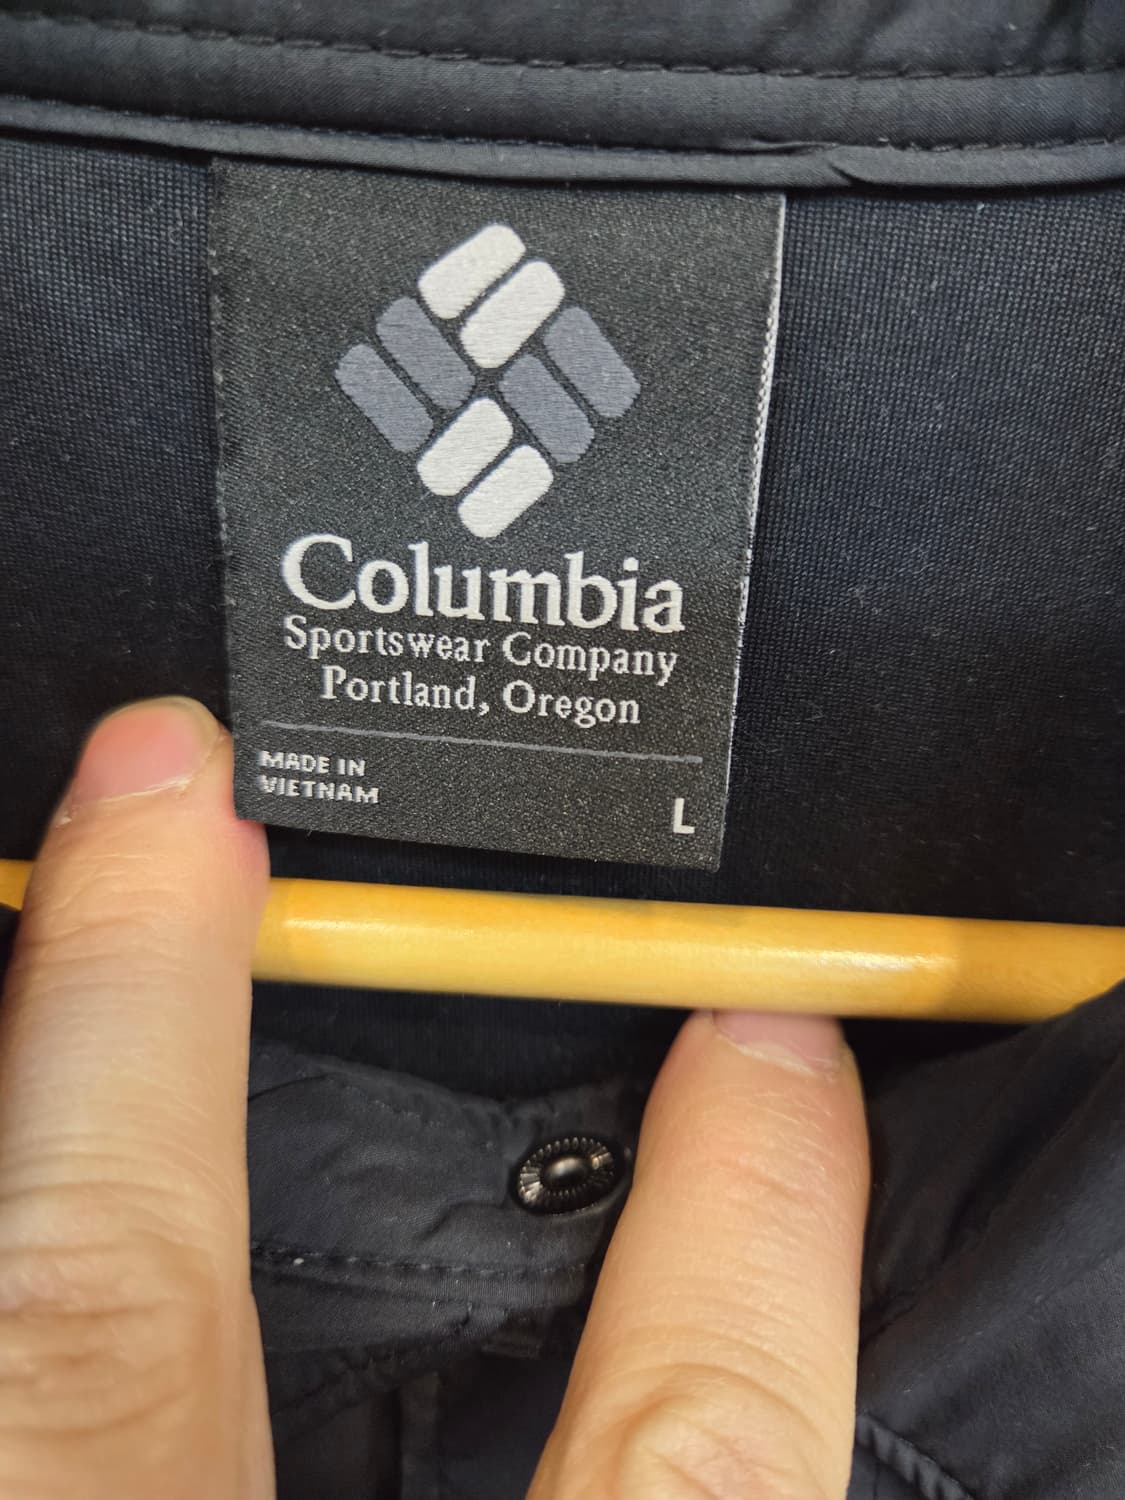 Columbia
Sportswear Company
Portland, Oregon
MADE IN
VIETNAM
L